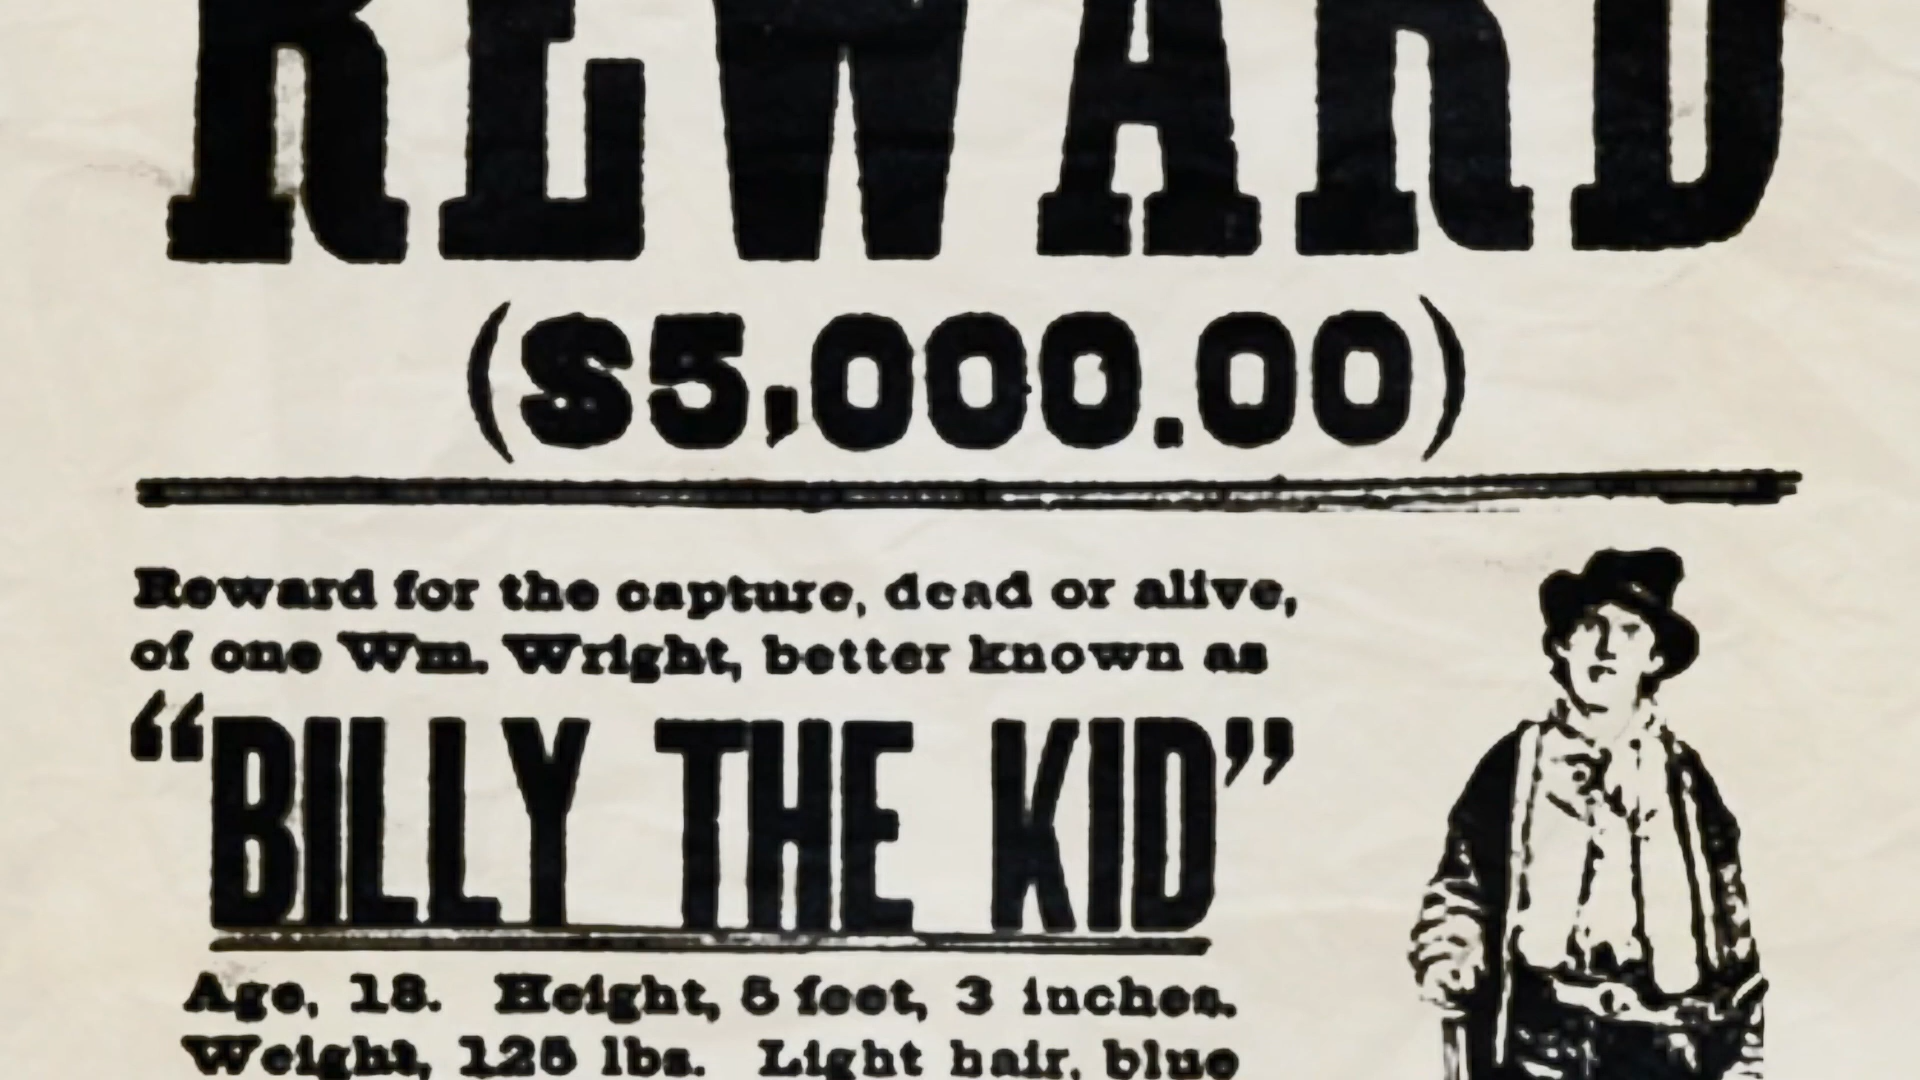 REWARD
($5,000.00)
Reward for the capture, dead or alive,
of one Wm. Wright, better known as
“BILLY THE KID”
Age, 18. Height, 5 feet, 3 inches.
Weight, 125 lbs. Light hair, blue